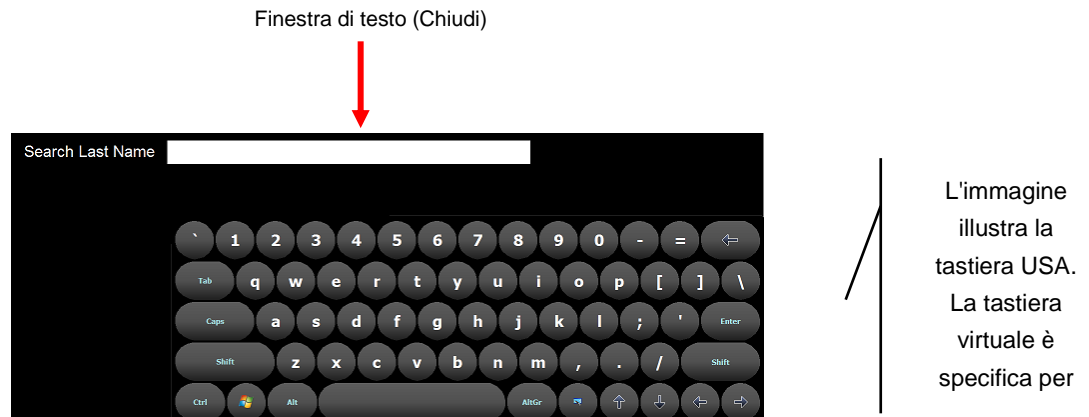 Finestra di testo (Chiudi)
Search Last Name
` 1 2 3 4 5 6 7 8 9 0 - =
Tab q w e r t y u i o p [ ] \
Caps a s d f g h j k l ; ' Enter
Shift z x c v b n m , . / Shift
Ctrl Alt AltGr
L'immagine
illustra la
tastiera USA.
La tastiera
virtuale è
specifica per